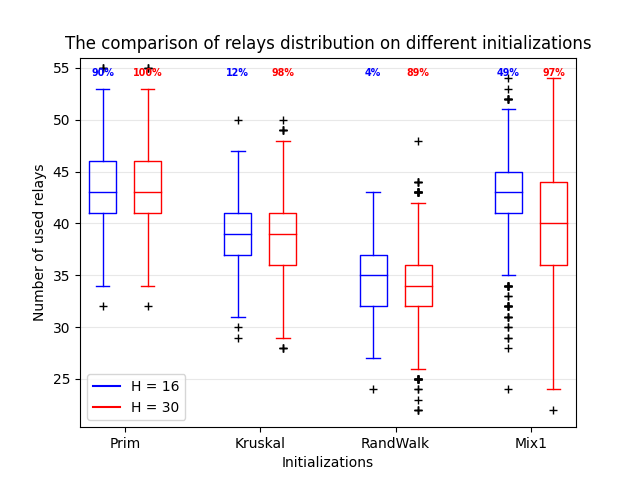 The comparison of relays distribution on different initializations
90% 100% 12% 98% 4% 89% 49% 97%
55
50
45
40
35
30
25
Number of used relays
H = 16
H = 30
Prim Kruskal RandWalk Mix1
Initializations